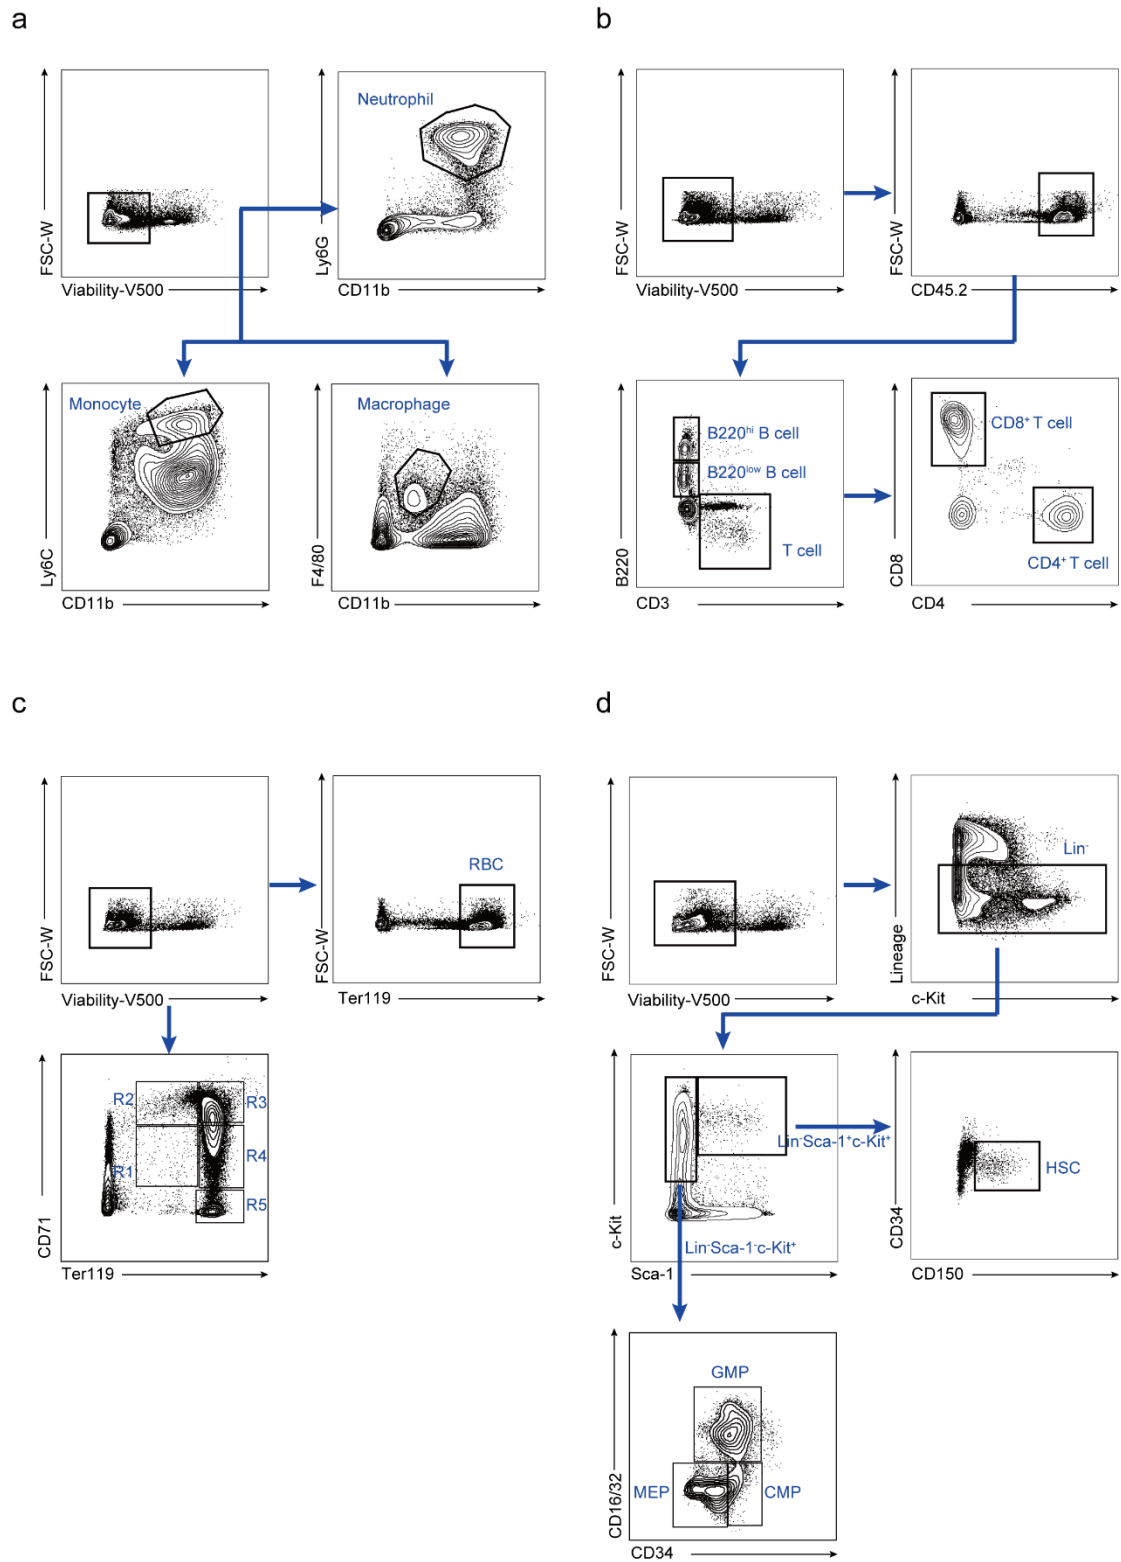 a
b
FSC-W
Viability-V500
Neutrophil
Ly6G
CD11b
FSC-W
Viability-V500
FSC-W
CD45.2
Monocyte
Ly6C
CD11b
Macrophage
F4/80
CD11b
B220ʰⁱ B cell
B220ˡᵒʷ B cell
T cell
B220
CD3
CD8⁺ T cell
CD4⁺ T cell
CD8
CD4
c
d
FSC-W
Viability-V500
RBC
FSC-W
Ter119
FSC-W
Viability-V500
Lin⁻
Lineage
c-Kit
R2
R3
R1
R4
R5
CD71
Ter119
Lin⁻Sca-1⁺c-Kit⁺
Lin⁻Sca-1⁻c-Kit⁺
c-Kit
Sca-1
HSC
CD34
CD150
GMP
MEP
CMP
CD16/32
CD34